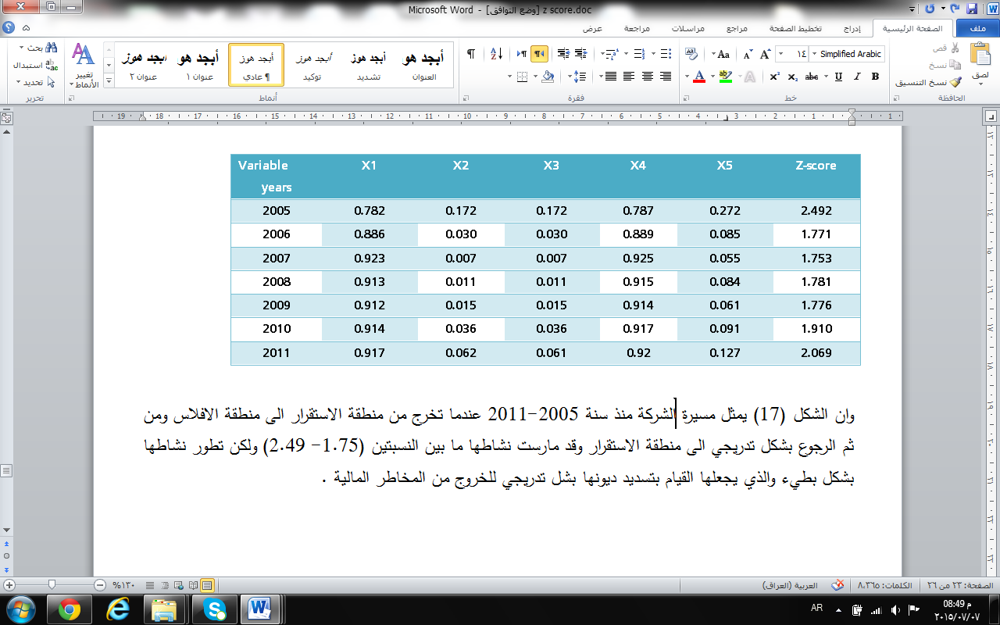 Microsoft Word - [وضع التوافق] z score.doc
ملف الصفحة الرئيسية إدراج تخطيط الصفحة مراجع مراسلات مراجعة عرض
لصق
قص
نسخ
نسخ التنسيق
الحافظة
Simplified Arabic ١٤
خط
فقرة
أبجد هو أبجد هوز أبجد هوز أبجد هوز أبجد هو أبجد هوز
العنوان تشديد توكيد ¶ عادي عنوان ١ عنوان ٢
أنماط
تغيير الأنماط
بحث
استبدال
تحديد
تحرير
Variable years X1 X2 X3 X4 X5 Z-score
2005 0.782 0.172 0.172 0.787 0.272 2.492
2006 0.886 0.030 0.030 0.889 0.085 1.771
2007 0.923 0.007 0.007 0.925 0.055 1.753
2008 0.913 0.011 0.011 0.915 0.084 1.781
2009 0.912 0.015 0.015 0.914 0.061 1.776
2010 0.914 0.036 0.036 0.917 0.091 1.910
2011 0.917 0.062 0.061 0.92 0.127 2.069
وان الشكل (17) يمثل مسيرة الشركة منذ سنة 2005-2011 عندما تخرج من منطقة الاستقرار الى منطقة الافلاس ومن
ثم الرجوع بشكل تدريجي الى منطقة الاستقرار وقد مارست نشاطها ما بين النسبتين (1.75- 2.49) ولكن تطور نشاطها
بشكل بطيء والذي يجعلها القيام بتسديد ديونها بشل تدريجي للخروج من المخاطر المالية .
الصفحة: ٢٣ من ٢٦ الكلمات: ٨،٣٦٥ العربية (العراق) ١٣٠%
AR
08:49 م
٢٠١٥/٠٧/٠٧